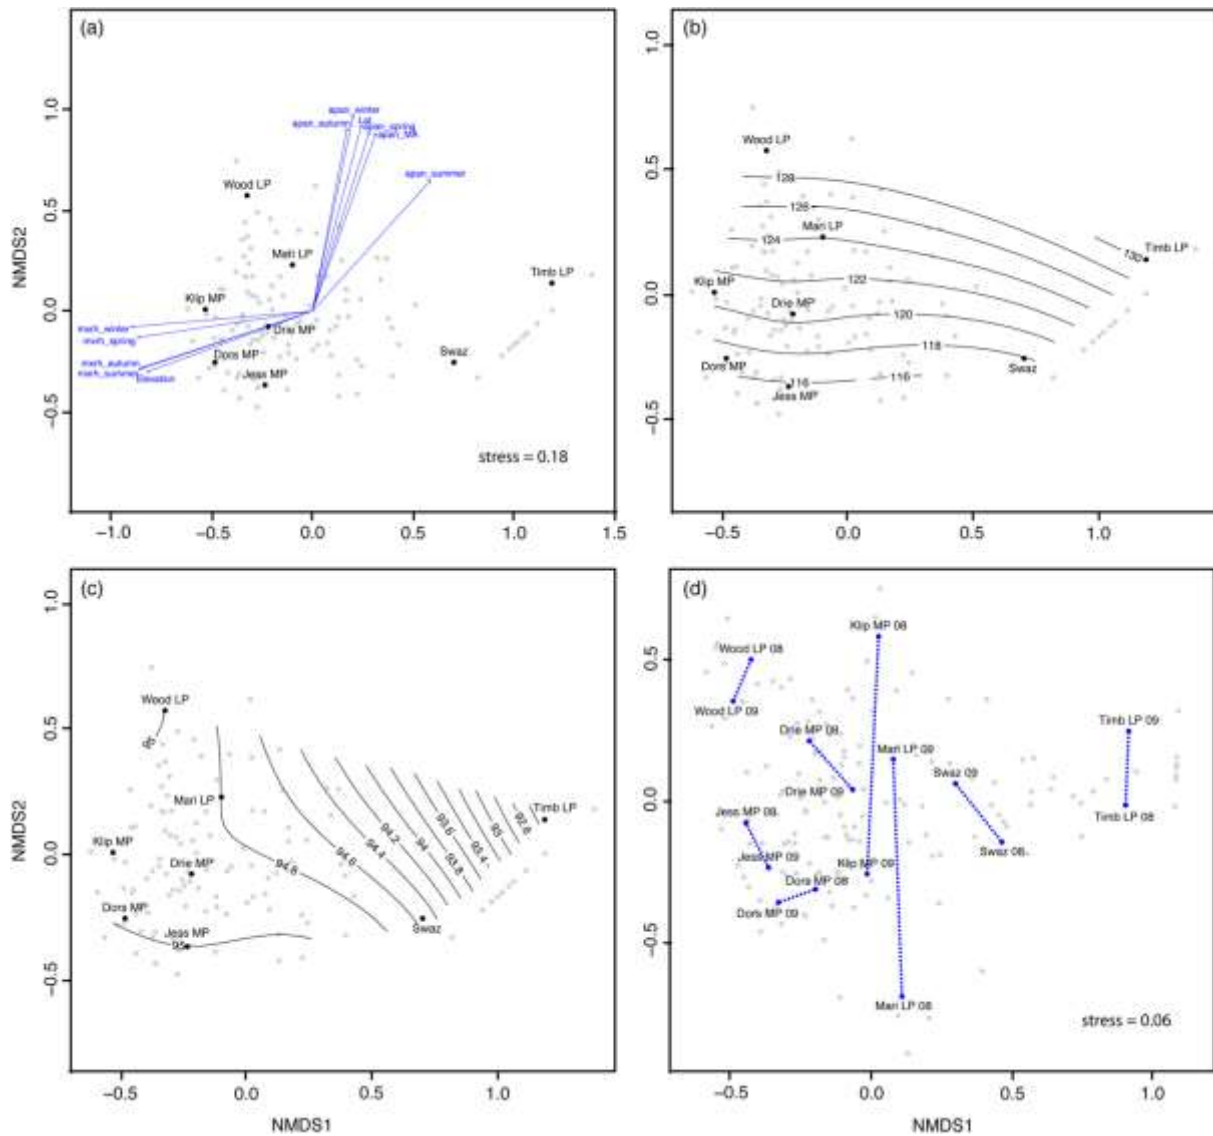 (a)
apan_winter
apan_autumn
Lat
apan_spring
apan_MA
apan_summer
Wood LP
Mari LP
Timb LP
Klip MP
mxrh_winter
mxrh_spring
Drie MP
mxrh_autumn
mxrh_summer
Elevation
Dors MP
Jess MP
Swaz
stress = 0.18
NMDS2
1.0
0.5
0.0
−0.5
−1.0
−0.5
0.0
0.5
1.0
1.5
(b)
Wood LP
128
126
Mari LP
124
130
Timb LP
Klip MP
122
Drie MP
120
118
Dors MP
Swaz
116
116
Jess MP
1.0
0.5
0.0
−0.5
−0.5
0.0
0.5
1.0
(c)
Wood LP
95
Mari LP
Timb LP
92.8
93
93.4
93.6
93.8
94
94.2
94.4
94.6
94.8
Klip MP
Drie MP
Dors MP
Jess MP
95
Swaz
1.0
0.5
0.0
−0.5
−0.5
0.0
0.5
1.0
NMDS1
(d)
Klip MP 08
Wood LP 08
Wood LP 09
Timb LP 09
Drie MP 08
Mari LP 09
Swaz 09
Drie MP 09
Timb LP 08
Jess MP 08
Swaz 08
Jess MP 09
Klip MP 09
Dors MP 08
Dors MP 09
Mari LP 08
stress = 0.06
0.5
0.0
−0.5
−0.5
0.0
0.5
1.0
NMDS1